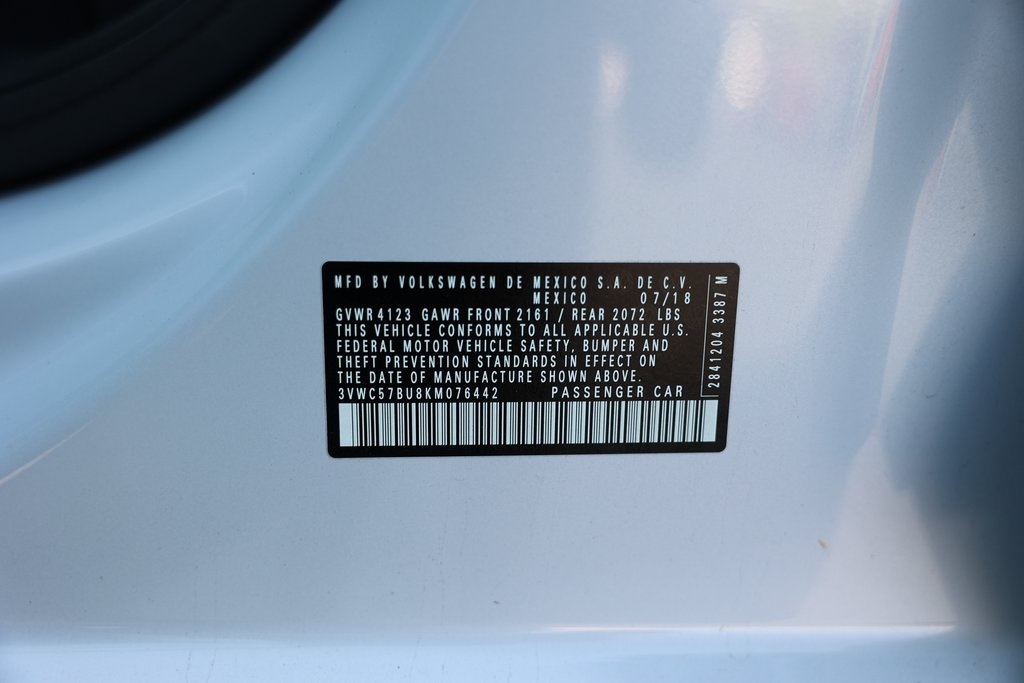 MFD BY VOLKSWAGEN DE MEXICO S.A. DE C.V.
MEXICO 07/18
GVWR 4123 GAWR FRONT 2161 / REAR 2072 LBS
THIS VEHICLE CONFORMS TO ALL APPLICABLE U.S.
FEDERAL MOTOR VEHICLE SAFETY, BUMPER AND
THEFT PREVENTION STANDARDS IN EFFECT ON
THE DATE OF MANUFACTURE SHOWN ABOVE.
3VWC57BU8KM076442 PASSENGER CAR
2841204 3387 M